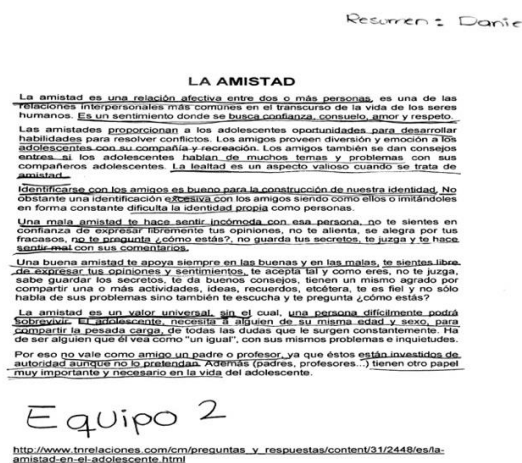 Resumen: Danie
LA AMISTAD
La amistad es una relación afectiva entre dos o más personas, es una de las
relaciones interpersonales más comunes en el transcurso de la vida de los seres
humanos. Es un sentimiento donde se busca confianza, consuelo, amor y respeto.
Las amistades proporcionan a los adolescentes oportunidades para desarrollar
habilidades para resolver conflictos. Los amigos proveen diversión y emoción a los
adolescentes con su compañía y recreación. Los amigos también se dan consejos
entres si los adolescentes hablan de muchos temas y problemas con sus
compañeros adolescentes. La lealtad es un aspecto valioso cuando se trata de
amistad.
Identificarse con los amigos es bueno para la construcción de nuestra identidad. No
obstante una identificación excesiva con los amigos siendo como ellos o imitándoles
en forma constante dificulta la identidad propia como personas.
Una mala amistad te hace sentir incómoda con esa persona, no te sientes en
confianza de expresar libremente tus opiniones, no te alienta, se alegra por tus
fracasos, no te pregunta ¿cómo estás?, no guarda tus secretos, te juzga y te hace
sentir mal con sus comentarios.
Una buena amistad te apoya siempre en las buenas y en las malas, te sientes libre
de expresar tus opiniones y sentimientos, te acepta tal y como eres, no te juzga,
sabe guardar los secretos, te da buenos consejos, tienen un mismo agrado por
compartir una o más actividades, ideas, recuerdos, etcétera, te es fiel y no sólo
habla de sus problemas sino también te escucha y te pregunta ¿cómo estás?
La amistad es un valor universal, sin el cual, una persona difícilmente podrá
sobrevivir. El adolescente, necesita a alguien de su misma edad y sexo, para
compartir la pesada carga, de todas las dudas que le surgen constantemente. Ha
de ser alguien que él vea como "un igual", con sus mismos problemas e inquietudes.
Por eso no vale como amigo un padre o profesor, ya que éstos están investidos de
autoridad aunque no lo pretendan. Además (padres, profesores...) tienen otro papel
muy importante y necesario en la vida del adolescente.
Equipo 2
http://www.tnrelaciones.com/cm/preguntas_y_respuestas/content/31/2448/es/la-
amistad-en-el-adolescente.html